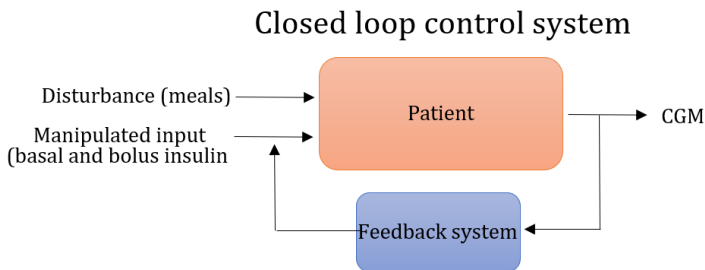 Closed loop control system
Disturbance (meals)
Patient
CGM
Manipulated input
(basal and bolus insulin
Feedback system